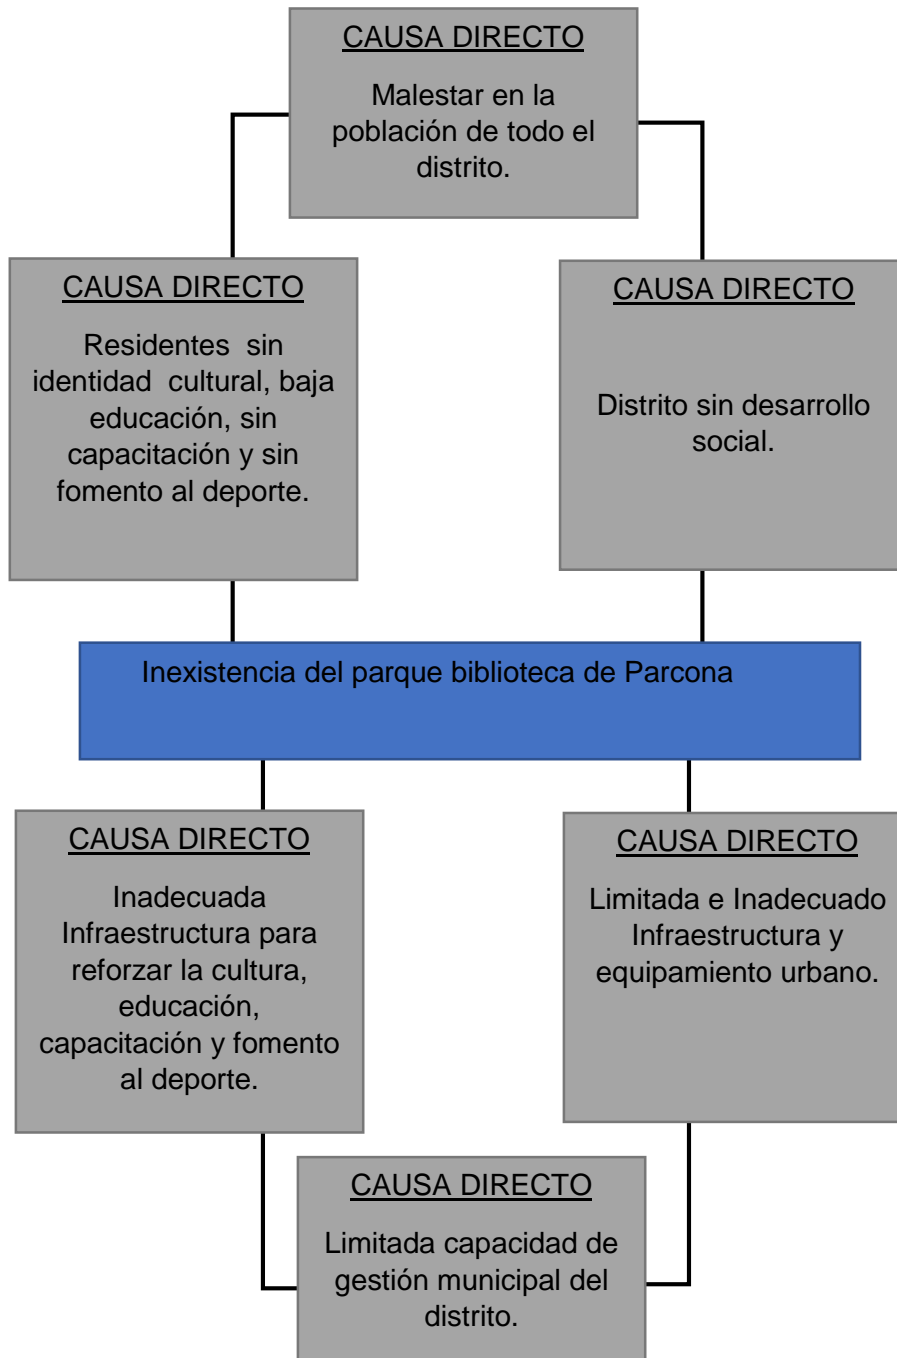 CAUSA DIRECTO
Malestar en la
población de todo el
distrito.
CAUSA DIRECTO
Residentes sin
identidad cultural, baja
educación, sin
capacitación y sin
fomento al deporte.
CAUSA DIRECTO
Distrito sin desarrollo
social.
Inexistencia del parque biblioteca de Parcona
CAUSA DIRECTO
Inadecuada
Infraestructura para
reforzar la cultura,
educación,
capacitación y fomento
al deporte.
CAUSA DIRECTO
Limitada e Inadecuado
Infraestructura y
equipamiento urbano.
CAUSA DIRECTO
Limitada capacidad de
gestión municipal del
distrito.